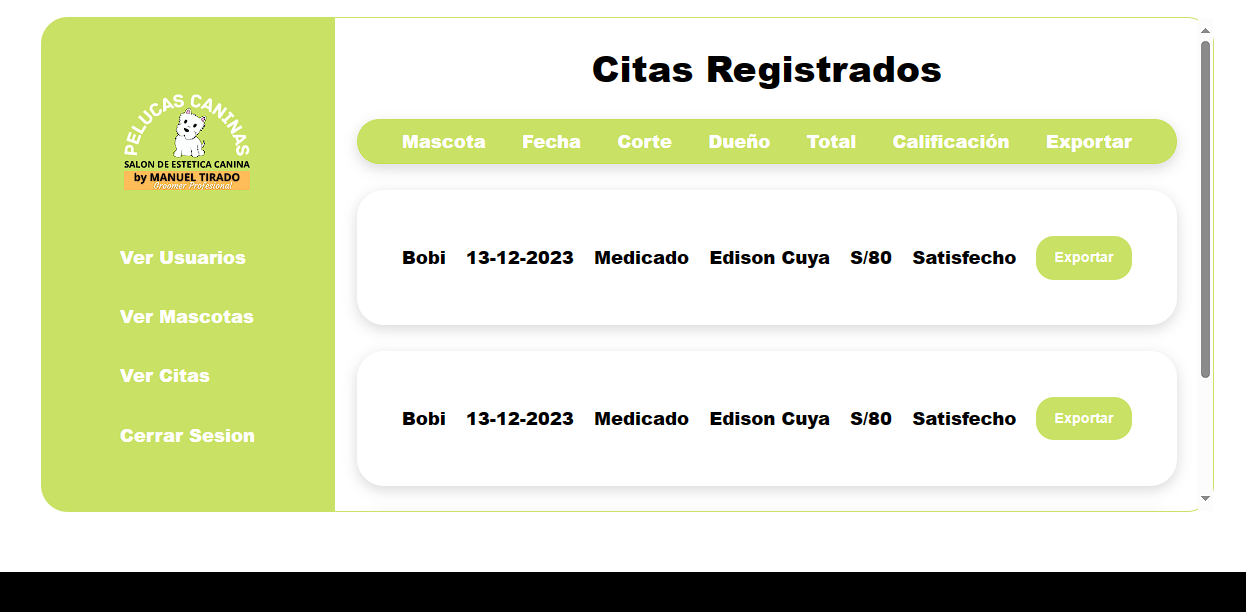 PELUCAS CANINAS
SALON DE ESTETICA CANINA
by MANUEL TIRADO
Groomer Profesional
Ver Usuarios
Ver Mascotas
Ver Citas
Cerrar Sesion
Citas Registrados
Mascota Fecha Corte Dueño Total Calificación Exportar
Bobi 13-12-2023 Medicado Edison Cuya S/80 Satisfecho Exportar
Bobi 13-12-2023 Medicado Edison Cuya S/80 Satisfecho Exportar